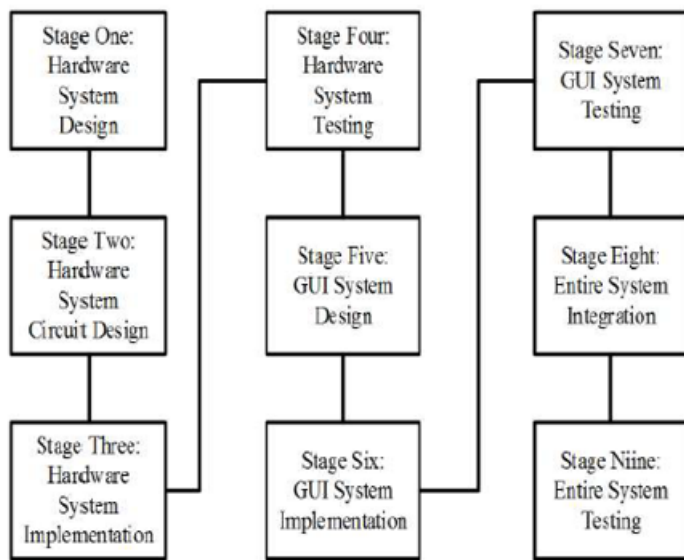 Stage One:
Hardware
System
Design
Stage Two:
Hardware
System
Circuit Design
Stage Three:
Hardware
System
Implementation
Stage Four:
Hardware
System
Testing
Stage Five:
GUI System
Design
Stage Six:
GUI System
Implementation
Stage Seven:
GUI System
Testing
Stage Eight:
Entire System
Integration
Stage Niine:
Entire System
Testing